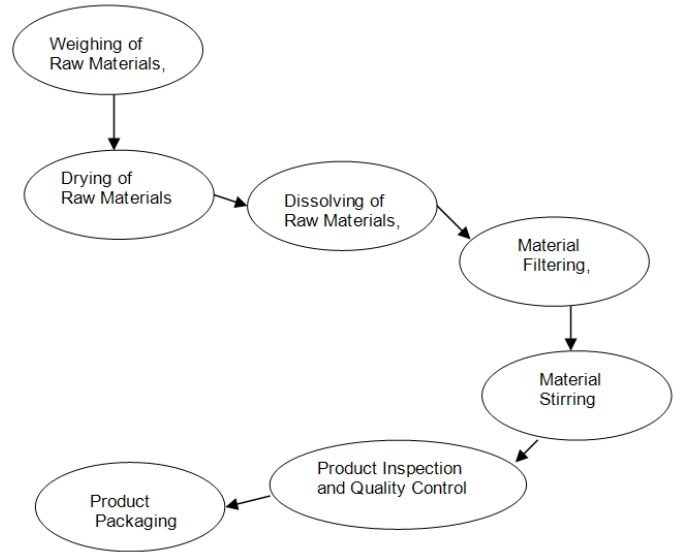 Weighing of
Raw Materials,
Drying of
Raw Materials
Dissolving of
Raw Materials,
Material
Filtering,
Material
Stirring
Product Inspection
and Quality Control
Product
Packaging